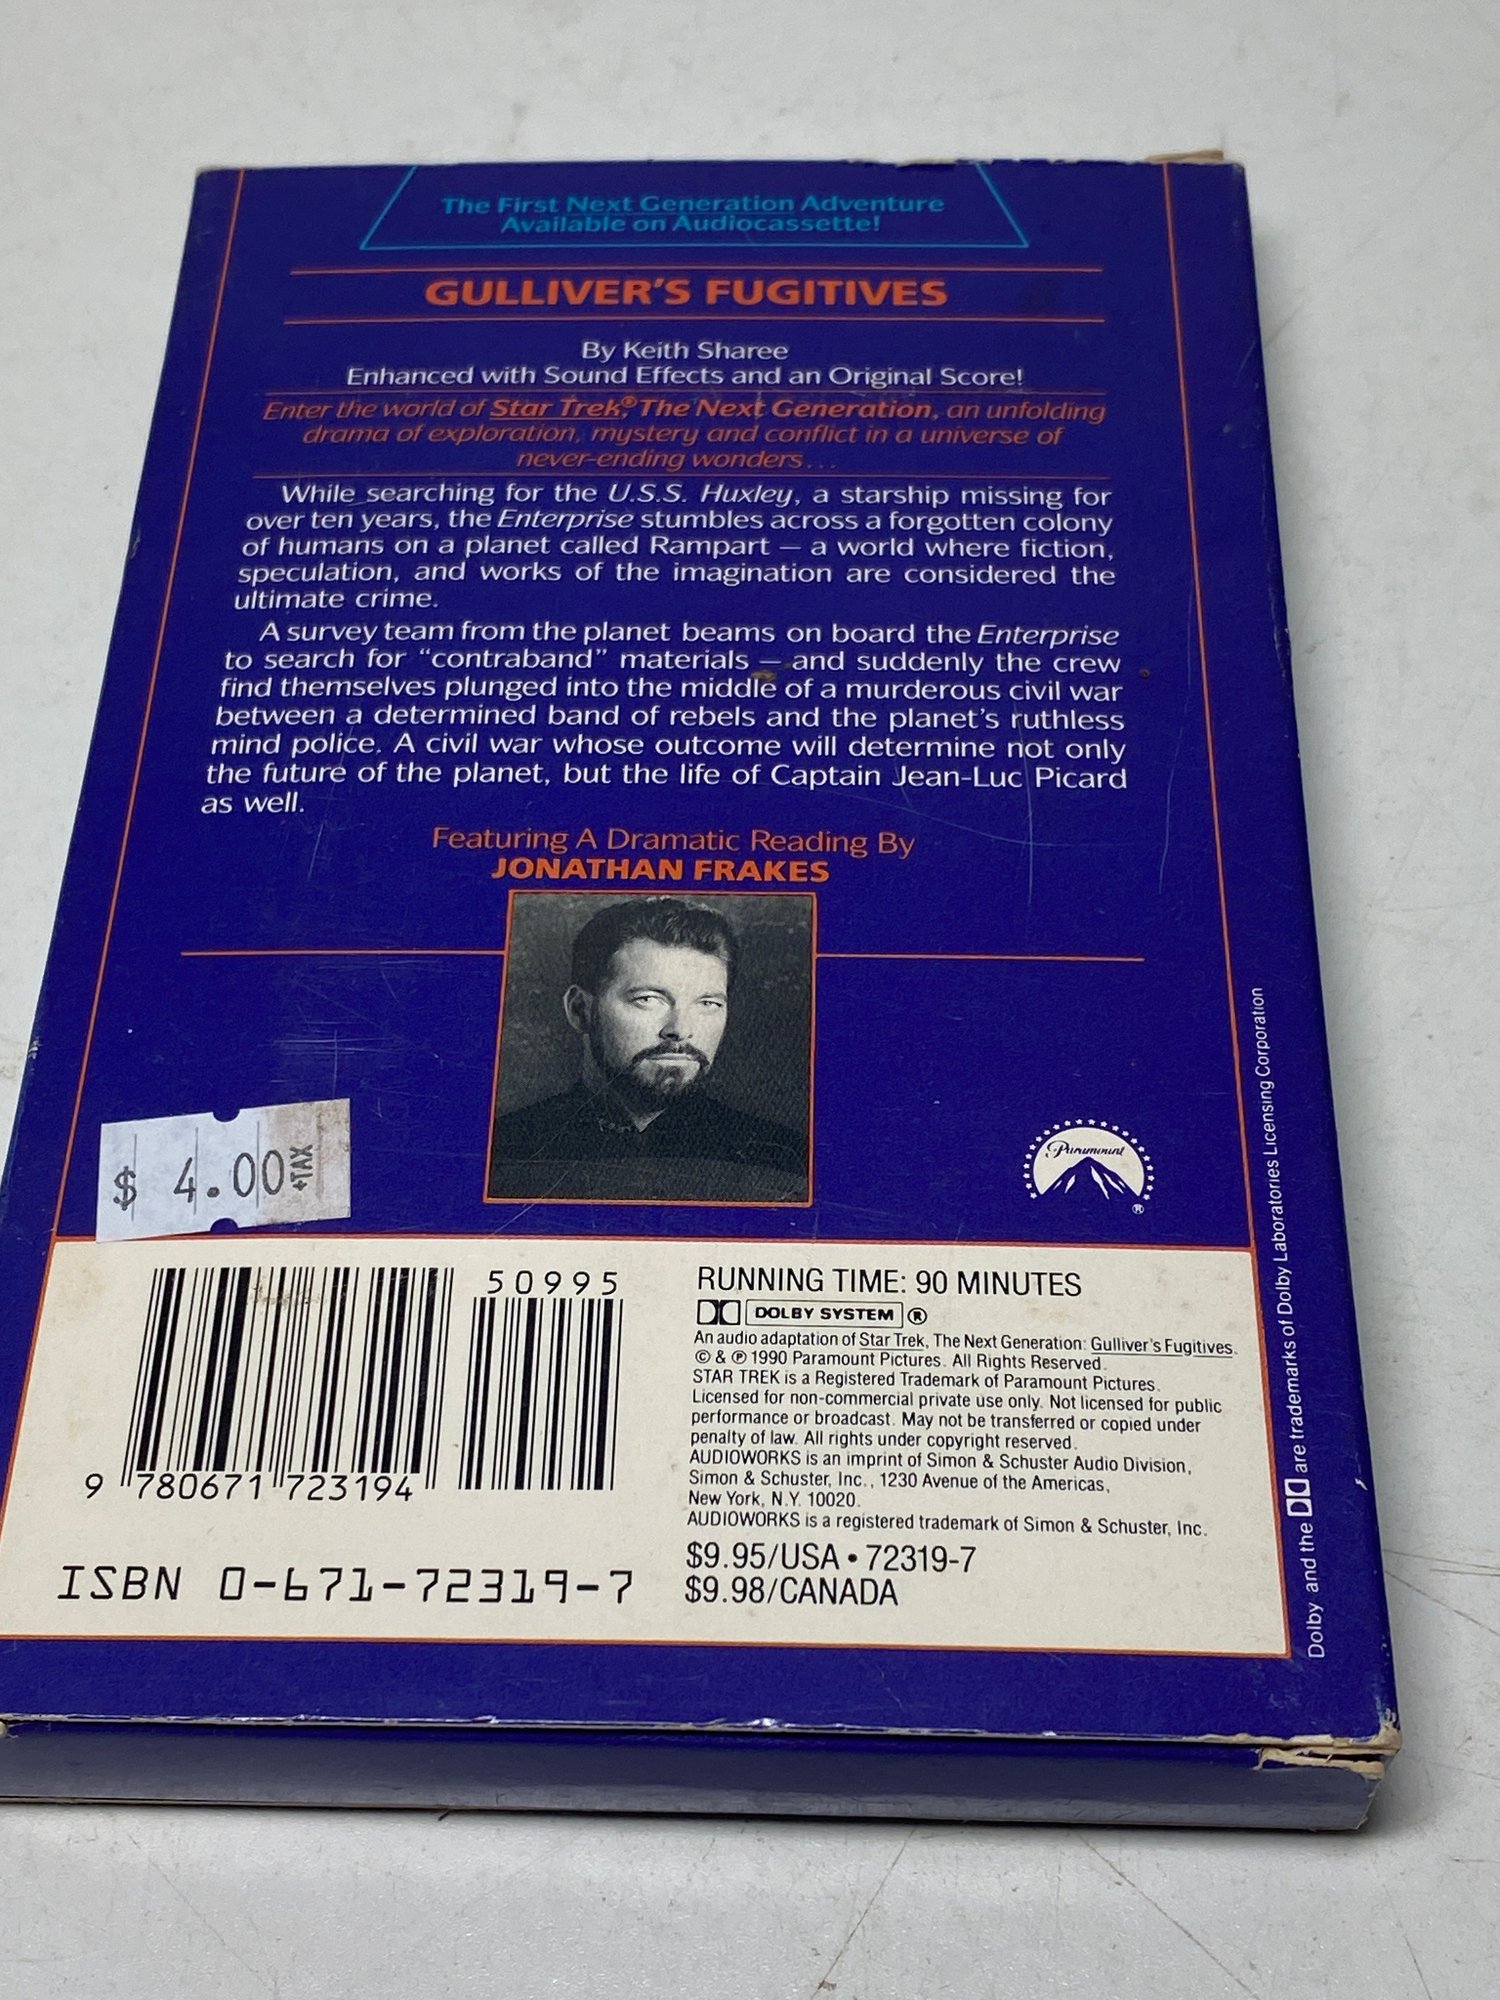 The First Next Generation Adventure
Available on Audiocassette!
GULLIVER'S FUGITIVES
By Keith Sharee
Enhanced with Sound Effects and an Original Score!
Enter the world of Star Trek,® The Next Generation, an unfolding
drama of exploration, mystery and conflict in a universe of
never-ending wonders...
While searching for the U.S.S. Huxley, a starship missing for
over ten years, the Enterprise stumbles across a forgotten colony
of humans on a planet called Rampart — a world where fiction,
speculation, and works of the imagination are considered the
ultimate crime.
A survey team from the planet beams on board the Enterprise
to search for “contraband” materials — and suddenly the crew
find themselves plunged into the middle of a murderous civil war
between a determined band of rebels and the planet's ruthless
mind police. A civil war whose outcome will determine not only
the future of the planet, but the life of Captain Jean-Luc Picard
as well.
Featuring A Dramatic Reading By
JONATHAN FRAKES
$ 4.00 +TAX
Paramount
®
50995
9 780671 723194
ISBN 0-671-72319-7
RUNNING TIME: 90 MINUTES
DOLBY SYSTEM ®
An audio adaptation of Star Trek, The Next Generation: Gulliver's Fugitives.
© & ℗ 1990 Paramount Pictures. All Rights Reserved.
STAR TREK is a Registered Trademark of Paramount Pictures.
Licensed for non-commercial private use only. Not licensed for public
performance or broadcast. May not be transferred or copied under
penalty of law. All rights under copyright reserved.
AUDIOWORKS is an imprint of Simon & Schuster Audio Division,
Simon & Schuster, Inc., 1230 Avenue of the Americas,
New York, N.Y. 10020.
AUDIOWORKS is a registered trademark of Simon & Schuster, Inc.
$9.95/USA • 72319-7
$9.98/CANADA
Dolby and the are trademarks of Dolby Laboratories Licensing Corporation